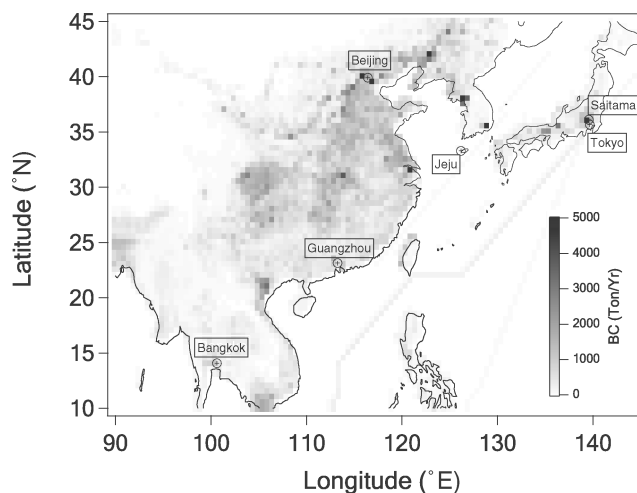 45
40
35
30
25
20
15
10
Latitude (°N)
Beijing
Saitama
Tokyo
Jeju
Guangzhou
Bangkok
5000
4000
3000
2000
1000
0
BC (Ton/Yr)
90 100 110 120 130 140
Longitude (°E)